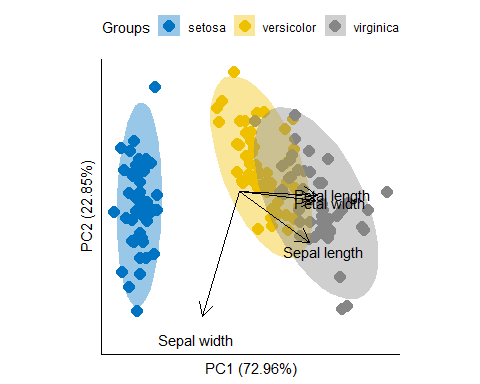 Groups setosa versicolor virginica
PC2 (22.85%)
Petal length
Petal width
Sepal length
Sepal width
PC1 (72.96%)